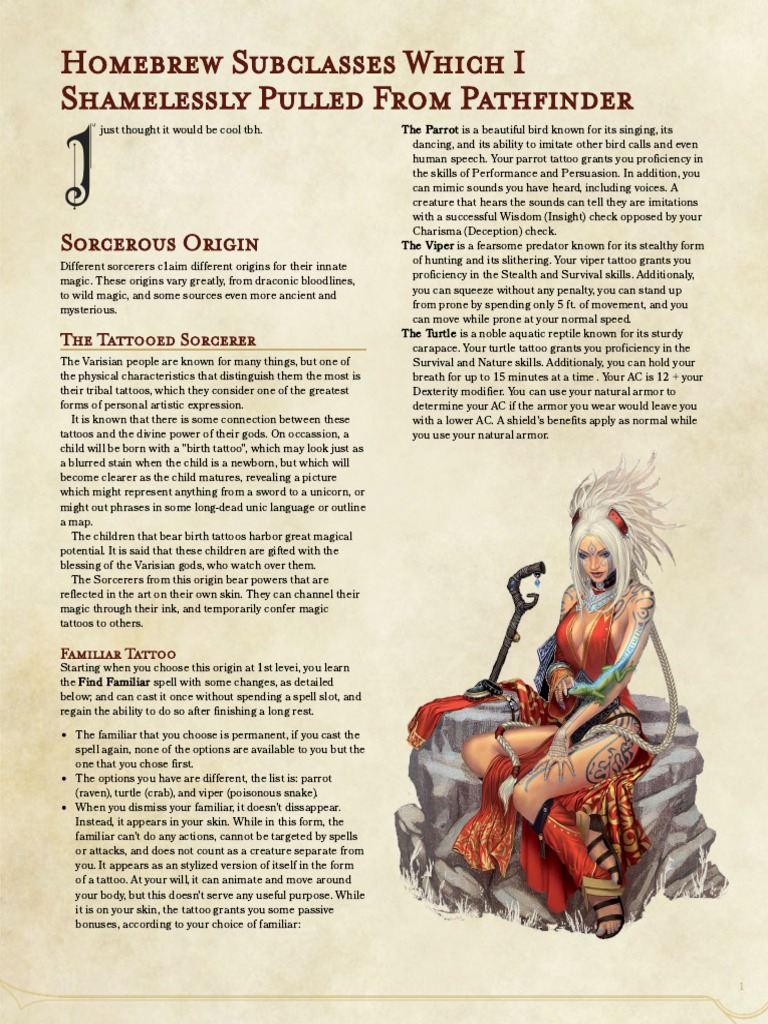 Homebrew Subclasses Which I
Shamelessly Pulled From Pathfinder
I just thought it would be cool tbh.
Sorcerous Origin
Different sorcerers c1aim different origins for their innate
magic. These origins vary greatly, from draconic bloodlines,
to wild magic, and some sources even more ancient and
mysterious.
The Tattooed Sorcerer
The Varisian people are known for many things, but one of
the physical characteristics that distinguish them the most is
their tribal tattoos, which they consider one of the greatest
forms of personal artistic expression.
It is known that there is some connection between these
tattoos and the divine power of their gods. On occassion, a
child will be born with a "birth tattoo", which may look just as
a blurred stain when the child is a newborn, but which will
become clearer as the child matures, revealing a picture
which might represent anything from a sword to a unicorn, or
might out phrases in some long-dead unic language or outline
a map.
The children that bear birth tattoos harbor great magical
potential. It is said that these children are gifted with the
blessing of the Varisian gods, who watch over them.
The Sorcerers from this origin bear powers that are
reflected in the art on their own skin. They can channel their
magic through their ink, and temporarily confer magic
tattoos to others.
Familiar Tattoo
Starting when you choose this origin at 1st level, you learn
the Find Familiar spell with some changes, as detailed
below; and can cast it once without spending a spell slot, and
regain the ability to do so after finishing a long rest.
• The familiar that you choose is permanent, if you cast the
spell again, none of the options are available to you but the
one that you chose first.
• The options you have are different, the list is: parrot
(raven), turtle (crab), and viper (poisonous snake).
• When you dismiss your familiar, it doesn't dissappear.
Instead, it appears in your skin. While in this form, the
familiar can't do any actions, cannot be targeted by spells
or attacks, and does not count as a creature separate from
you. It appears as an stylized version of itself in the form
of a tattoo. At your will, it can animate and move around
your body, but this doesn't serve any useful purpose. While
it is on your skin, the tattoo grants you some passive
bonuses, according to your choice of familiar:
The Parrot is a beautiful bird known for its singing, its
dancing, and its ability to imitate other bird calls and even
human speech. Your parrot tattoo grants you proficiency in
the skills of Performance and Persuasion. In addition, you
can mimic sounds you have heard, including voices. A
creature that hears the sounds can tell they are imitations
with a successful Wisdom (Insight) check opposed by your
Charisma (Deception) check.
The Viper is a fearsome predator known for its stealthy form
of hunting and its slithering. Your viper tattoo grants you
proficiency in the Stealth and Survival skills. Additionaly,
you can squeeze without any penalty, you can stand up
from prone by spending only 5 ft. of movement, and you
can move while prone at your normal speed.
The Turtle is a noble aquatic reptile known for its sturdy
carapace. Your turtle tattoo grants you proficiency in the
Survival and Nature skills. Additionaly, you can hold your
breath for up to 15 minutes at a time . Your AC is 12 + your
Dexterity modifier. You can use your natural armor to
determine your AC if the armor you wear would leave you
with a lower AC. A shield's benefits apply as normal while
you use your natural armor.
1